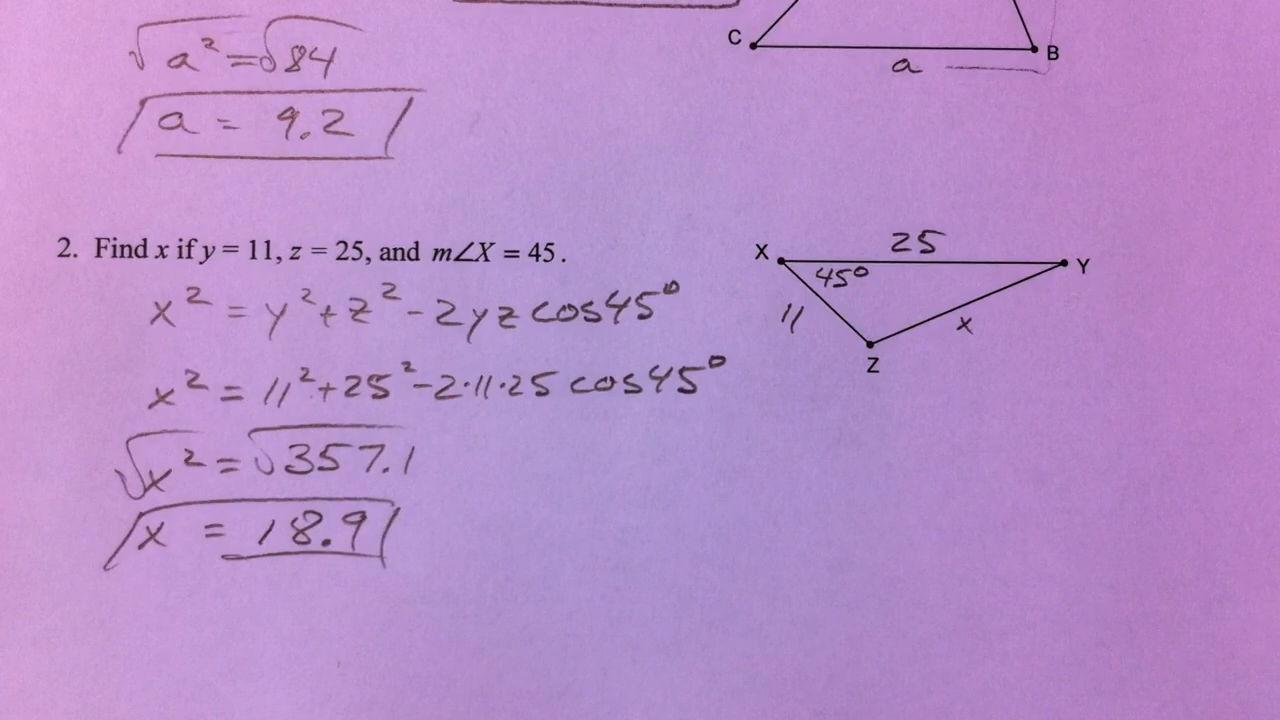 √a² = √84
a = 9.2
C
B
a
2. Find x if y = 11, z = 25, and m∠X = 45.
x² = y² + z² - 2yz cos45°
x² = 11² + 25² - 2·11·25 cos45°
√x² = √357.1
x = 18.9
25
X
Y
45°
11
x
Z